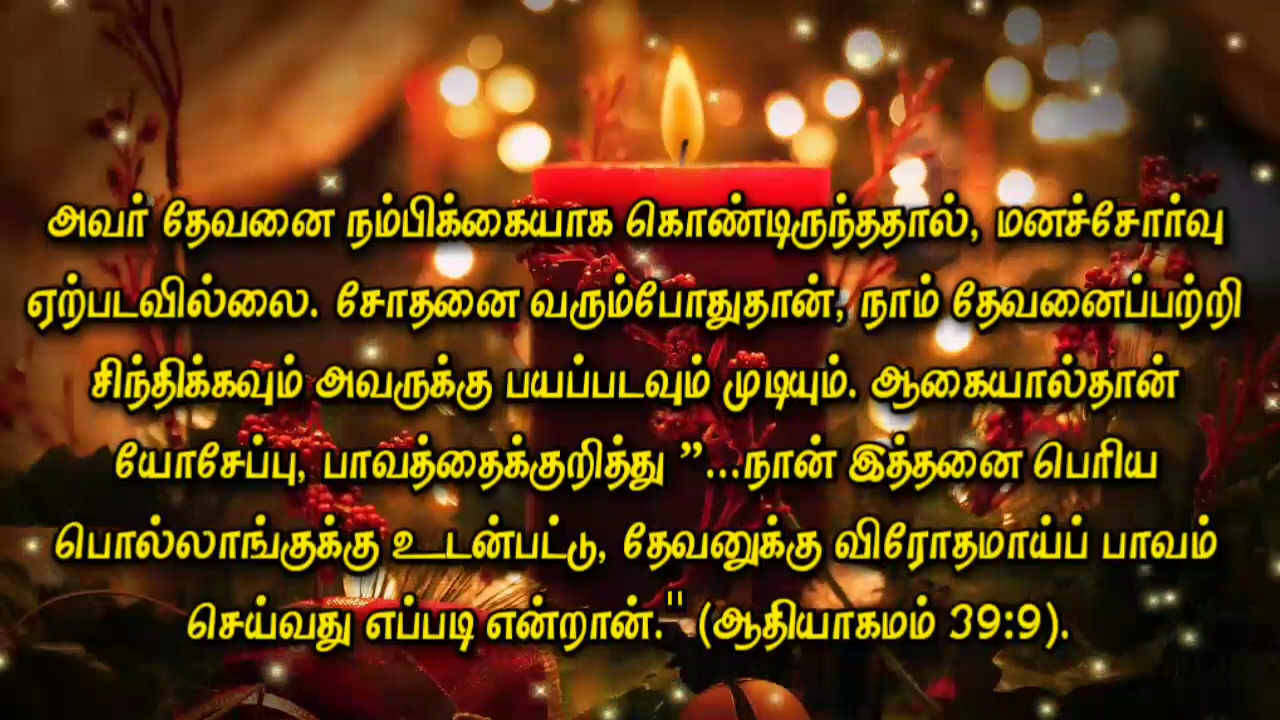 அவர் தேவனை நம்பிக்கையாக கொண்டிருந்ததால், மனச்சோர்வு
ஏற்படவில்லை. சோதனை வரும்போதுதான், நாம் தேவனைப்பற்றி
சிந்திக்கவும் அவருக்கு பயப்படவும் முடியும். ஆகையால்தான்
யோசேப்பு, பாவத்தைக்குறித்து ”...நான் இத்தனை பெரிய
பொல்லாங்குக்கு உடன்பட்டு, தேவனுக்கு விரோதமாய்ப் பாவம்
செய்வது எப்படி என்றான்." (ஆதியாகமம் 39:9).